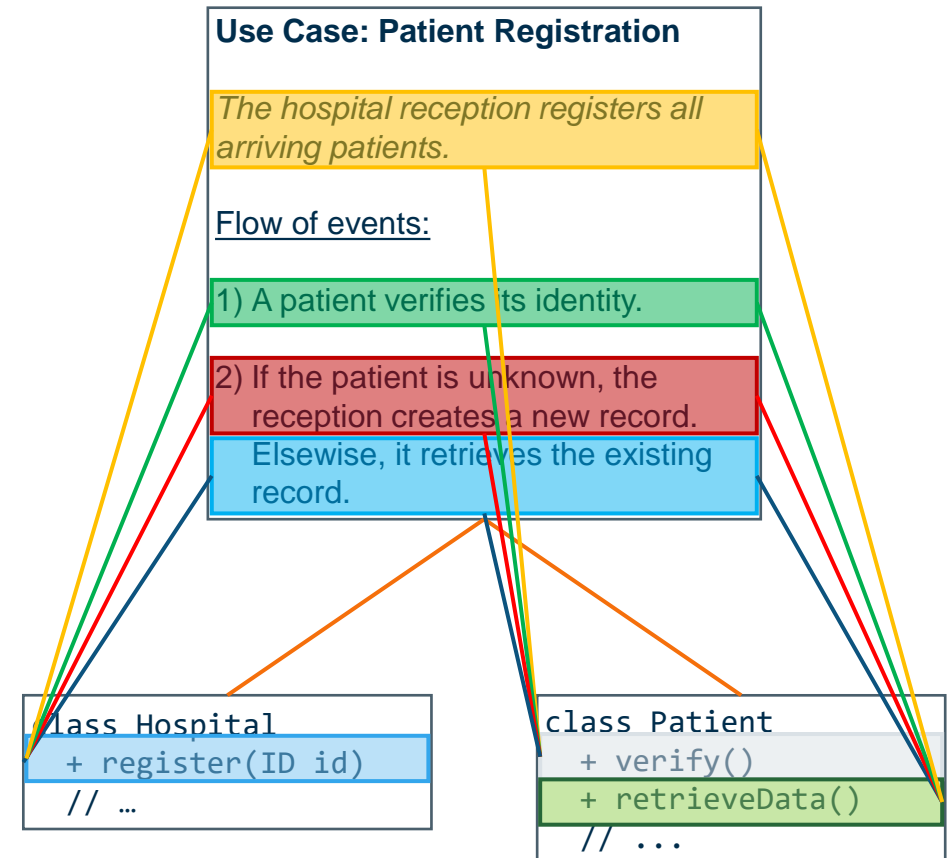 Use Case: Patient Registration
The hospital reception registers all
arriving patients.
Flow of events:
1) A patient verifies its identity.
2) If the patient is unknown, the
reception creates a new record.
Elsewise, it retrieves the existing
record.
class Hospital
+ register(ID id)
// …
class Patient
+ verify()
+ retrieveData()
// ...